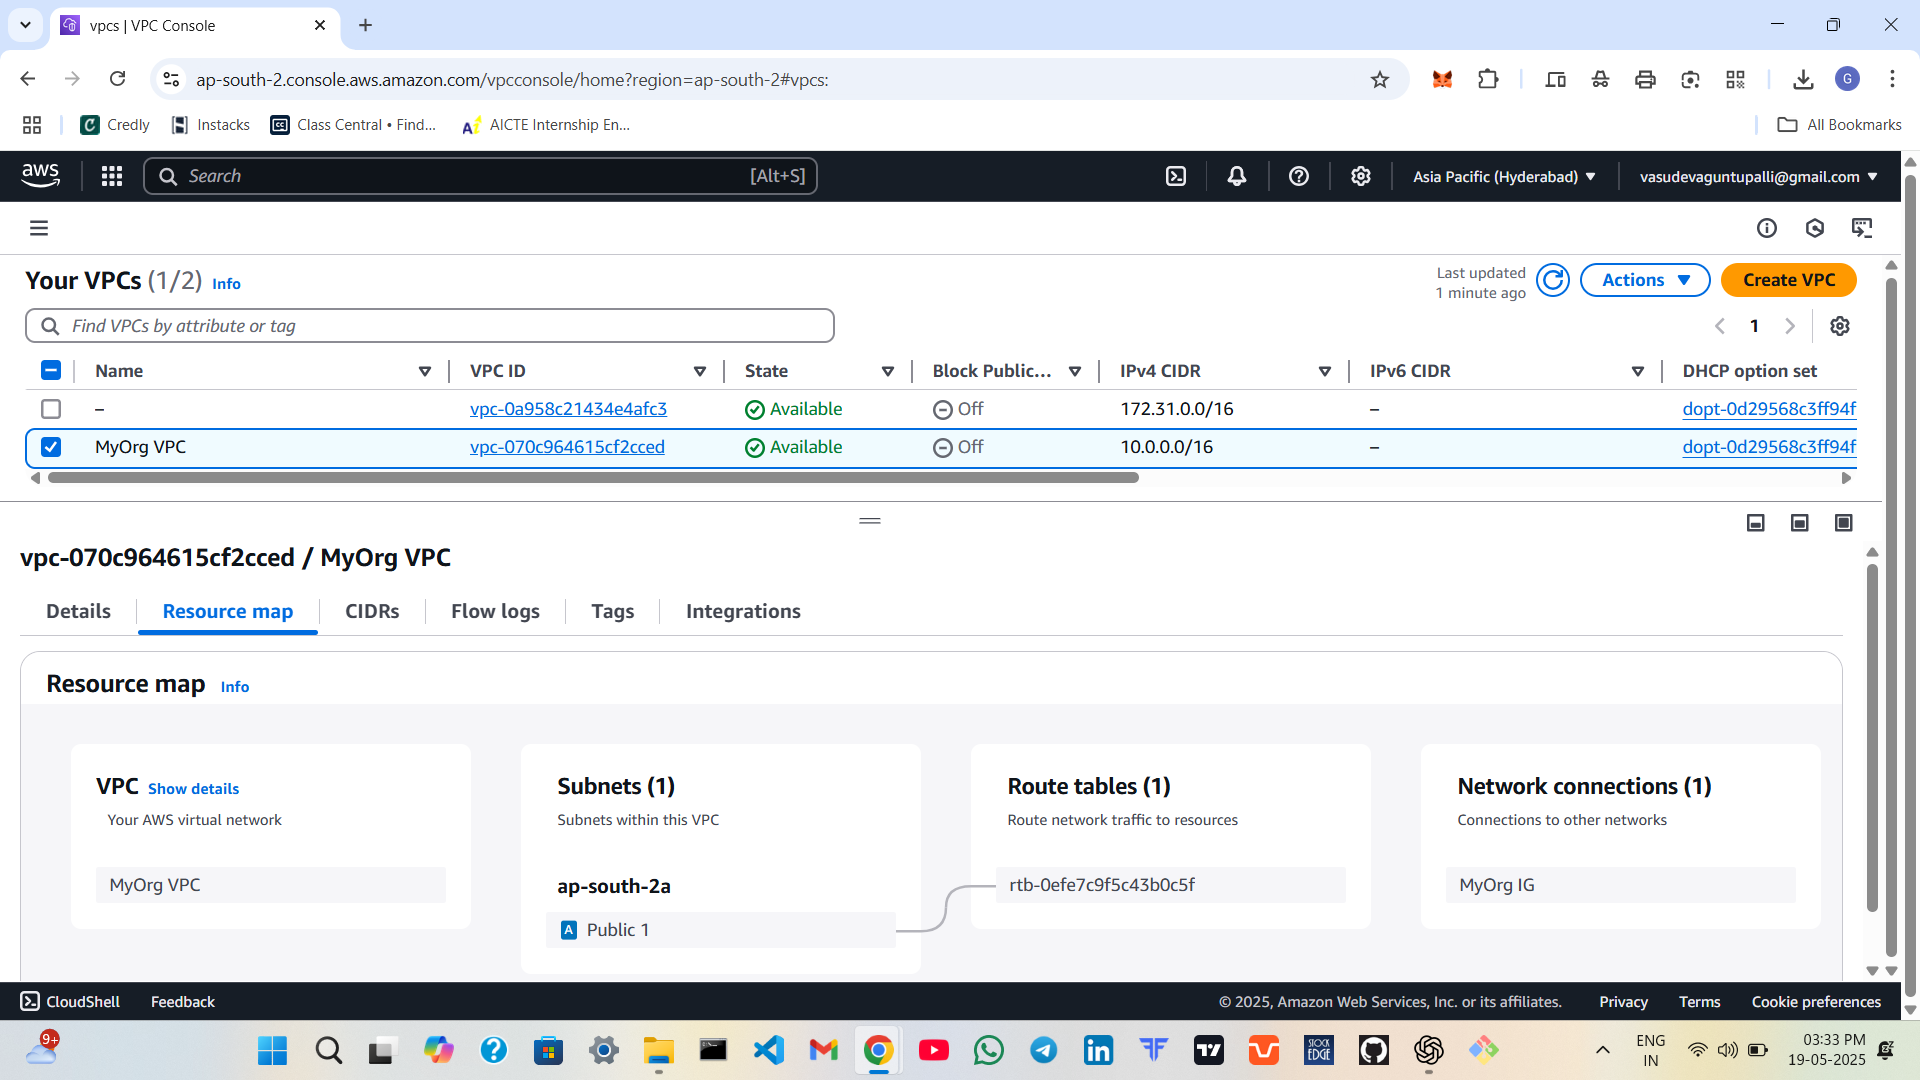 vpcs | VPC Console
ap-south-2.console.aws.amazon.com/vpcconsole/home?region=ap-south-2#vpcs:
G
Credly
Instacks
Class Central • Find...
AICTE Internship En...
All Bookmarks
aws
Search
[Alt+S]
Asia Pacific (Hyderabad)
vasudevaguntupalli@gmail.com
Your VPCs (1/2) Info
Last updated
1 minute ago
Actions
Create VPC
Find VPCs by attribute or tag
1
Name VPC ID State Block Public... IPv4 CIDR IPv6 CIDR DHCP option set
– vpc-0a958c21434e4afc3 Available Off 172.31.0.0/16 – dopt-0d29568c3ff94f
MyOrg VPC vpc-070c964615cf2cced Available Off 10.0.0.0/16 – dopt-0d29568c3ff94f
vpc-070c964615cf2cced / MyOrg VPC
Details Resource map CIDRs Flow logs Tags Integrations
Resource map Info
VPC Show details
Your AWS virtual network
MyOrg VPC
Subnets (1)
Subnets within this VPC
ap-south-2a
A Public 1
Route tables (1)
Route network traffic to resources
rtb-0efe7c9f5c43b0c5f
Network connections (1)
Connections to other networks
MyOrg IG
CloudShell Feedback © 2025, Amazon Web Services, Inc. or its affiliates. Privacy Terms Cookie preferences
9+
STOCK
EDGE
ENG
IN
03:33 PM
19-05-2025